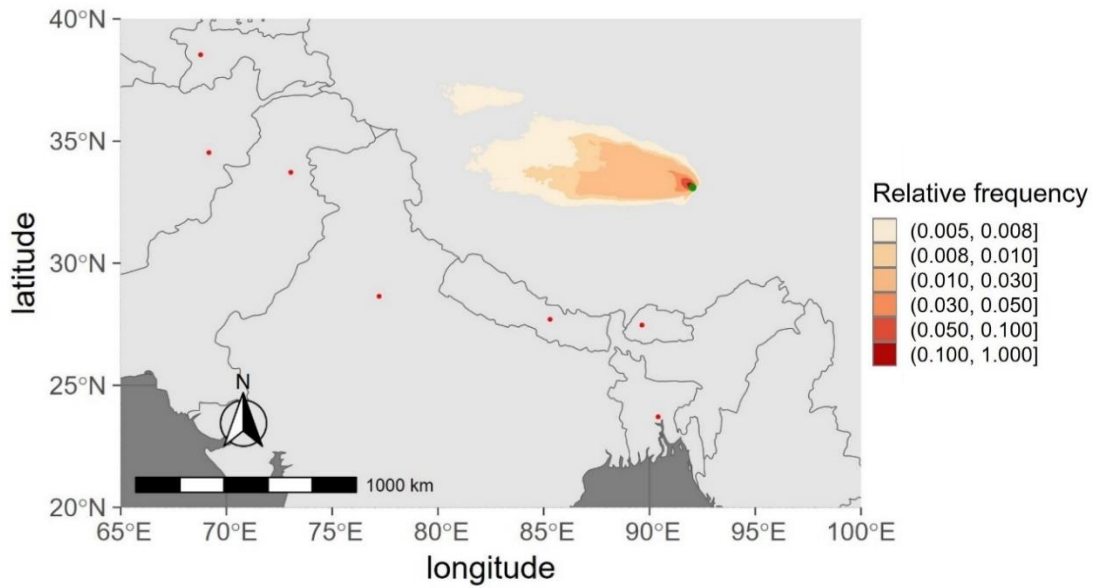 40°N
35°N
30°N
25°N
20°N
latitude
65°E 70°E 75°E 80°E 85°E 90°E 95°E 100°E
longitude
N
1000 km
Relative frequency
(0.005, 0.008]
(0.008, 0.010]
(0.010, 0.030]
(0.030, 0.050]
(0.050, 0.100]
(0.100, 1.000]